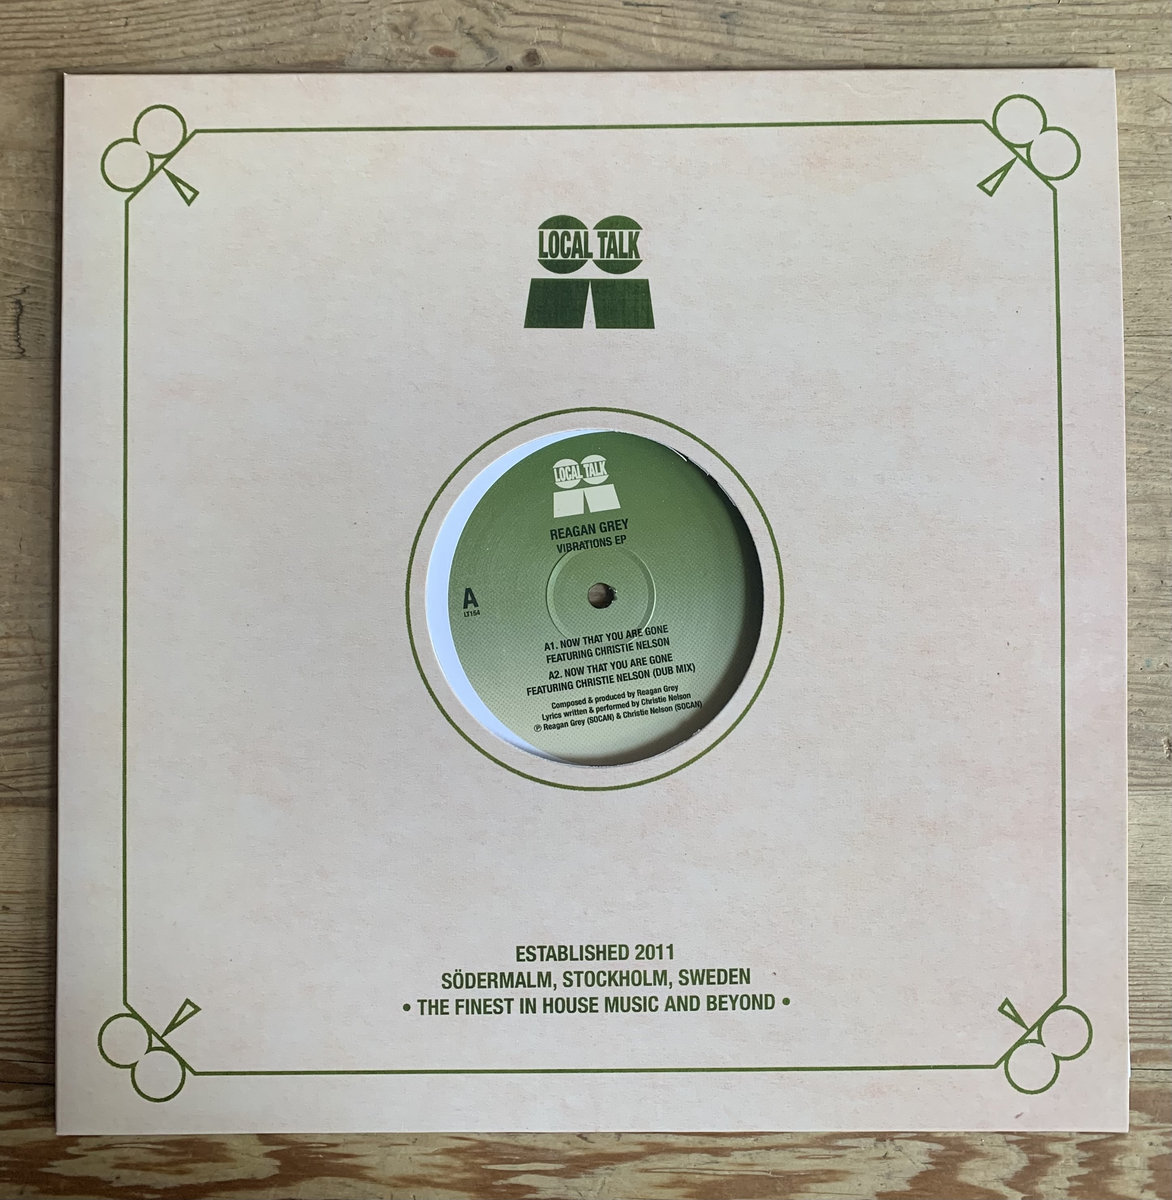 LOCAL TALK
LOCAL TALK
REAGAN GREY
VIBRATIONS EP
A
LT154
A1. NOW THAT YOU ARE GONE
FEATURING CHRISTIE NELSON
A2. NOW THAT YOU ARE GONE
FEATURING CHRISTIE NELSON (DUB MIX)
Composed & produced by Reagan Grey
Lyrics written & performed by Christie Nelson
℗ Reagan Grey (SOCAN) & Christie Nelson (SOCAN)
ESTABLISHED 2011
SÖDERMALM, STOCKHOLM, SWEDEN
• THE FINEST IN HOUSE MUSIC AND BEYOND •